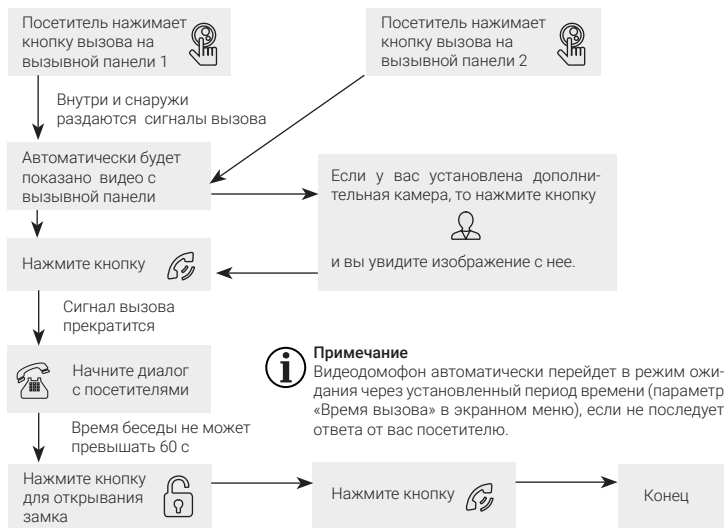 Посетитель нажимает
кнопку вызова на
вызывной панели 1
Посетитель нажимает
кнопку вызова на
вызывной панели 2
Внутри и снаружи
раздаются сигналы вызова
Автоматически будет
показано видео с
вызывной панели
Если у вас установлена дополни-
тельная камера, то нажмите кнопку
и вы увидите изображение с нее.
Нажмите кнопку
Сигнал вызова
прекратится
Начните диалог
с посетителями
Примечание
Видеодомофон автоматически перейдет в режим ожи-
дания через установленный период времени (параметр
«Время вызова» в экранном меню), если не последует
ответа от вас посетителю.
Время беседы не может
превышать 60 с
Нажмите кнопку
для открывания
замка
Нажмите кнопку
Конец